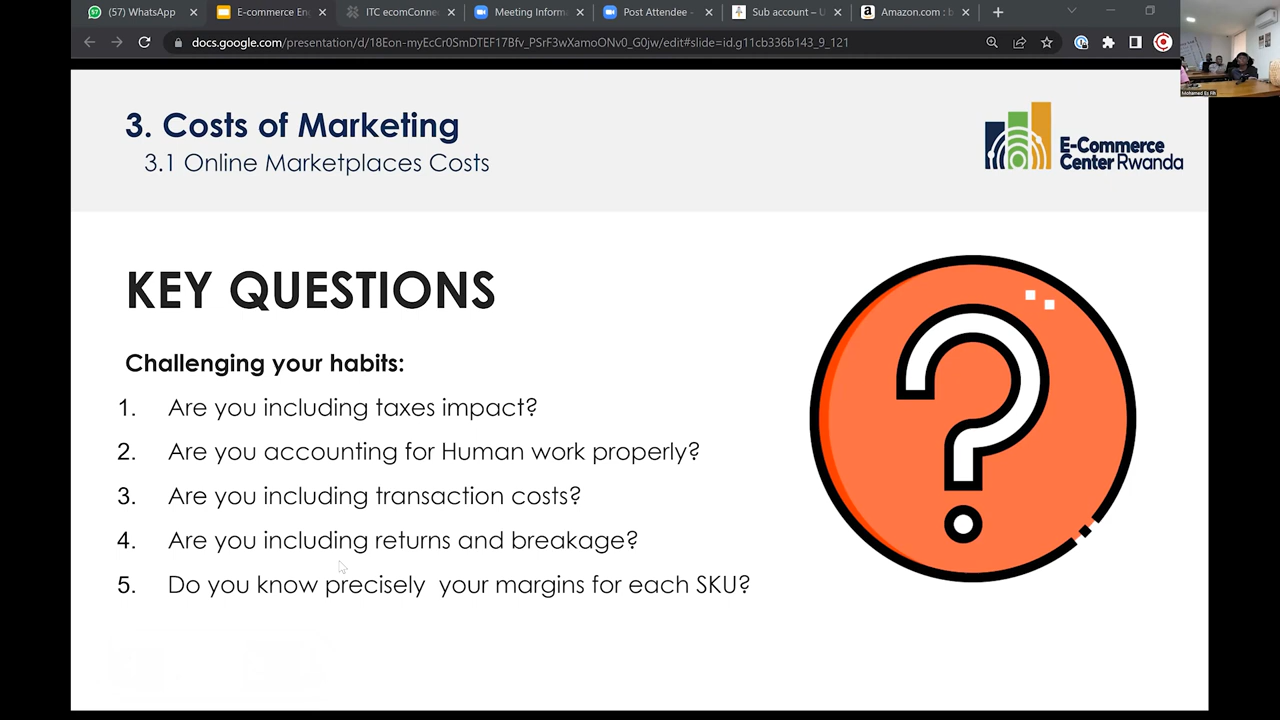 (57) WhatsApp
E-commerce En
ITC ecomConne
Meeting Informa
Post Attendee -
Sub account – U
Amazon.com : b
docs.google.com/presentation/d/18Eon-myEcCr0SmDTEF17Bfv_PSrF3wXamoONv0_G0jw/edit#slide=id.g11cb336b143_9_121
3. Costs of Marketing
3.1 Online Marketplaces Costs
E-Commerce
Center Rwanda
KEY QUESTIONS
Challenging your habits:
1. Are you including taxes impact?
2. Are you accounting for Human work properly?
3. Are you including transaction costs?
4. Are you including returns and breakage?
5. Do you know precisely your margins for each SKU?